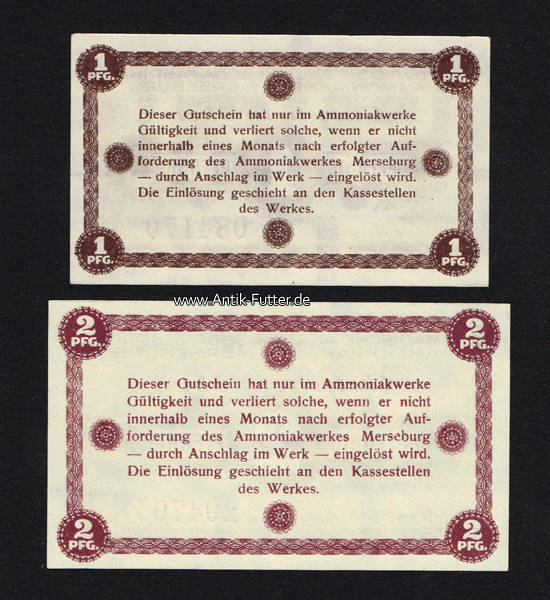 1 PFG. 1 PFG.
Dieser Gutschein hat nur im Ammoniakwerke
Gültigkeit und verliert solche, wenn er nicht
innerhalb eines Monats nach erfolgter Auf-
forderung des Ammoniakwerkes Merseburg
— durch Anschlag im Werk — eingelöst wird.
Die Einlösung geschieht an den Kassestellen
des Werkes.
1 PFG. 1 PFG.
www.Antik-Futter.de
2 PFG. 2 PFG.
Dieser Gutschein hat nur im Ammoniakwerke
Gültigkeit und verliert solche, wenn er nicht
innerhalb eines Monats nach erfolgter Auf-
forderung des Ammoniakwerkes Merseburg
— durch Anschlag im Werk — eingelöst wird.
Die Einlösung geschieht an den Kassestellen
des Werkes.
2 PFG. 2 PFG.